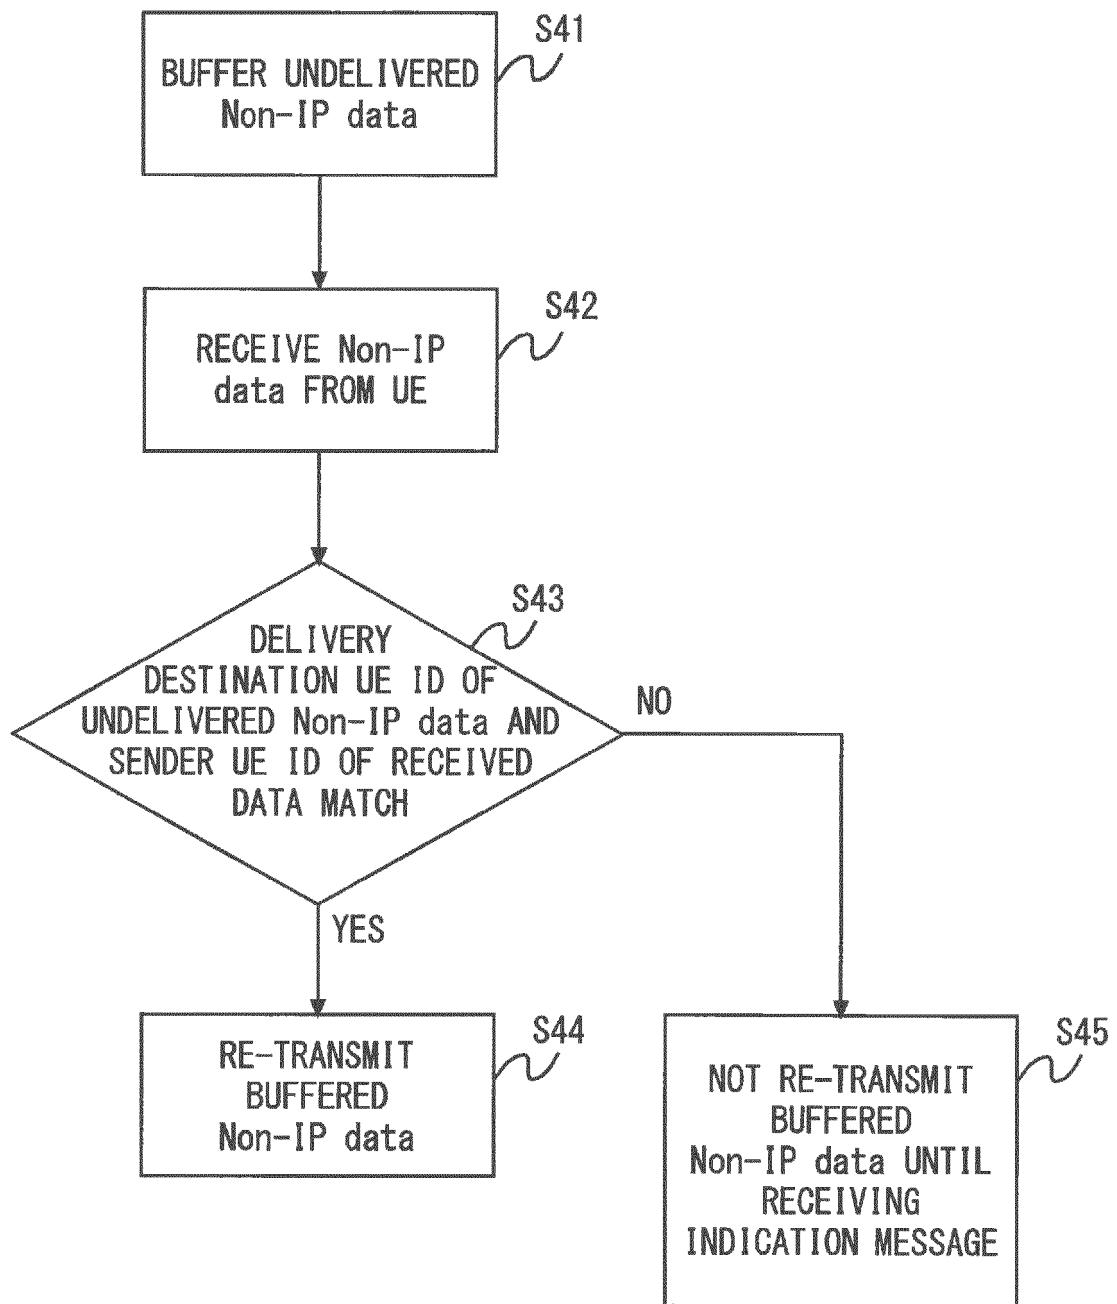 S41
BUFFER UNDELIVERED
Non-IP data
S42
RECEIVE Non-IP
data FROM UE
S43
DELIVERY
DESTINATION UE ID OF
UNDELIVERED Non-IP data AND
SENDER UE ID OF RECEIVED
DATA MATCH
NO
YES
S44
RE-TRANSMIT
BUFFERED
Non-IP data
S45
NOT RE-TRANSMIT
BUFFERED
Non-IP data UNTIL
RECEIVING
INDICATION MESSAGE